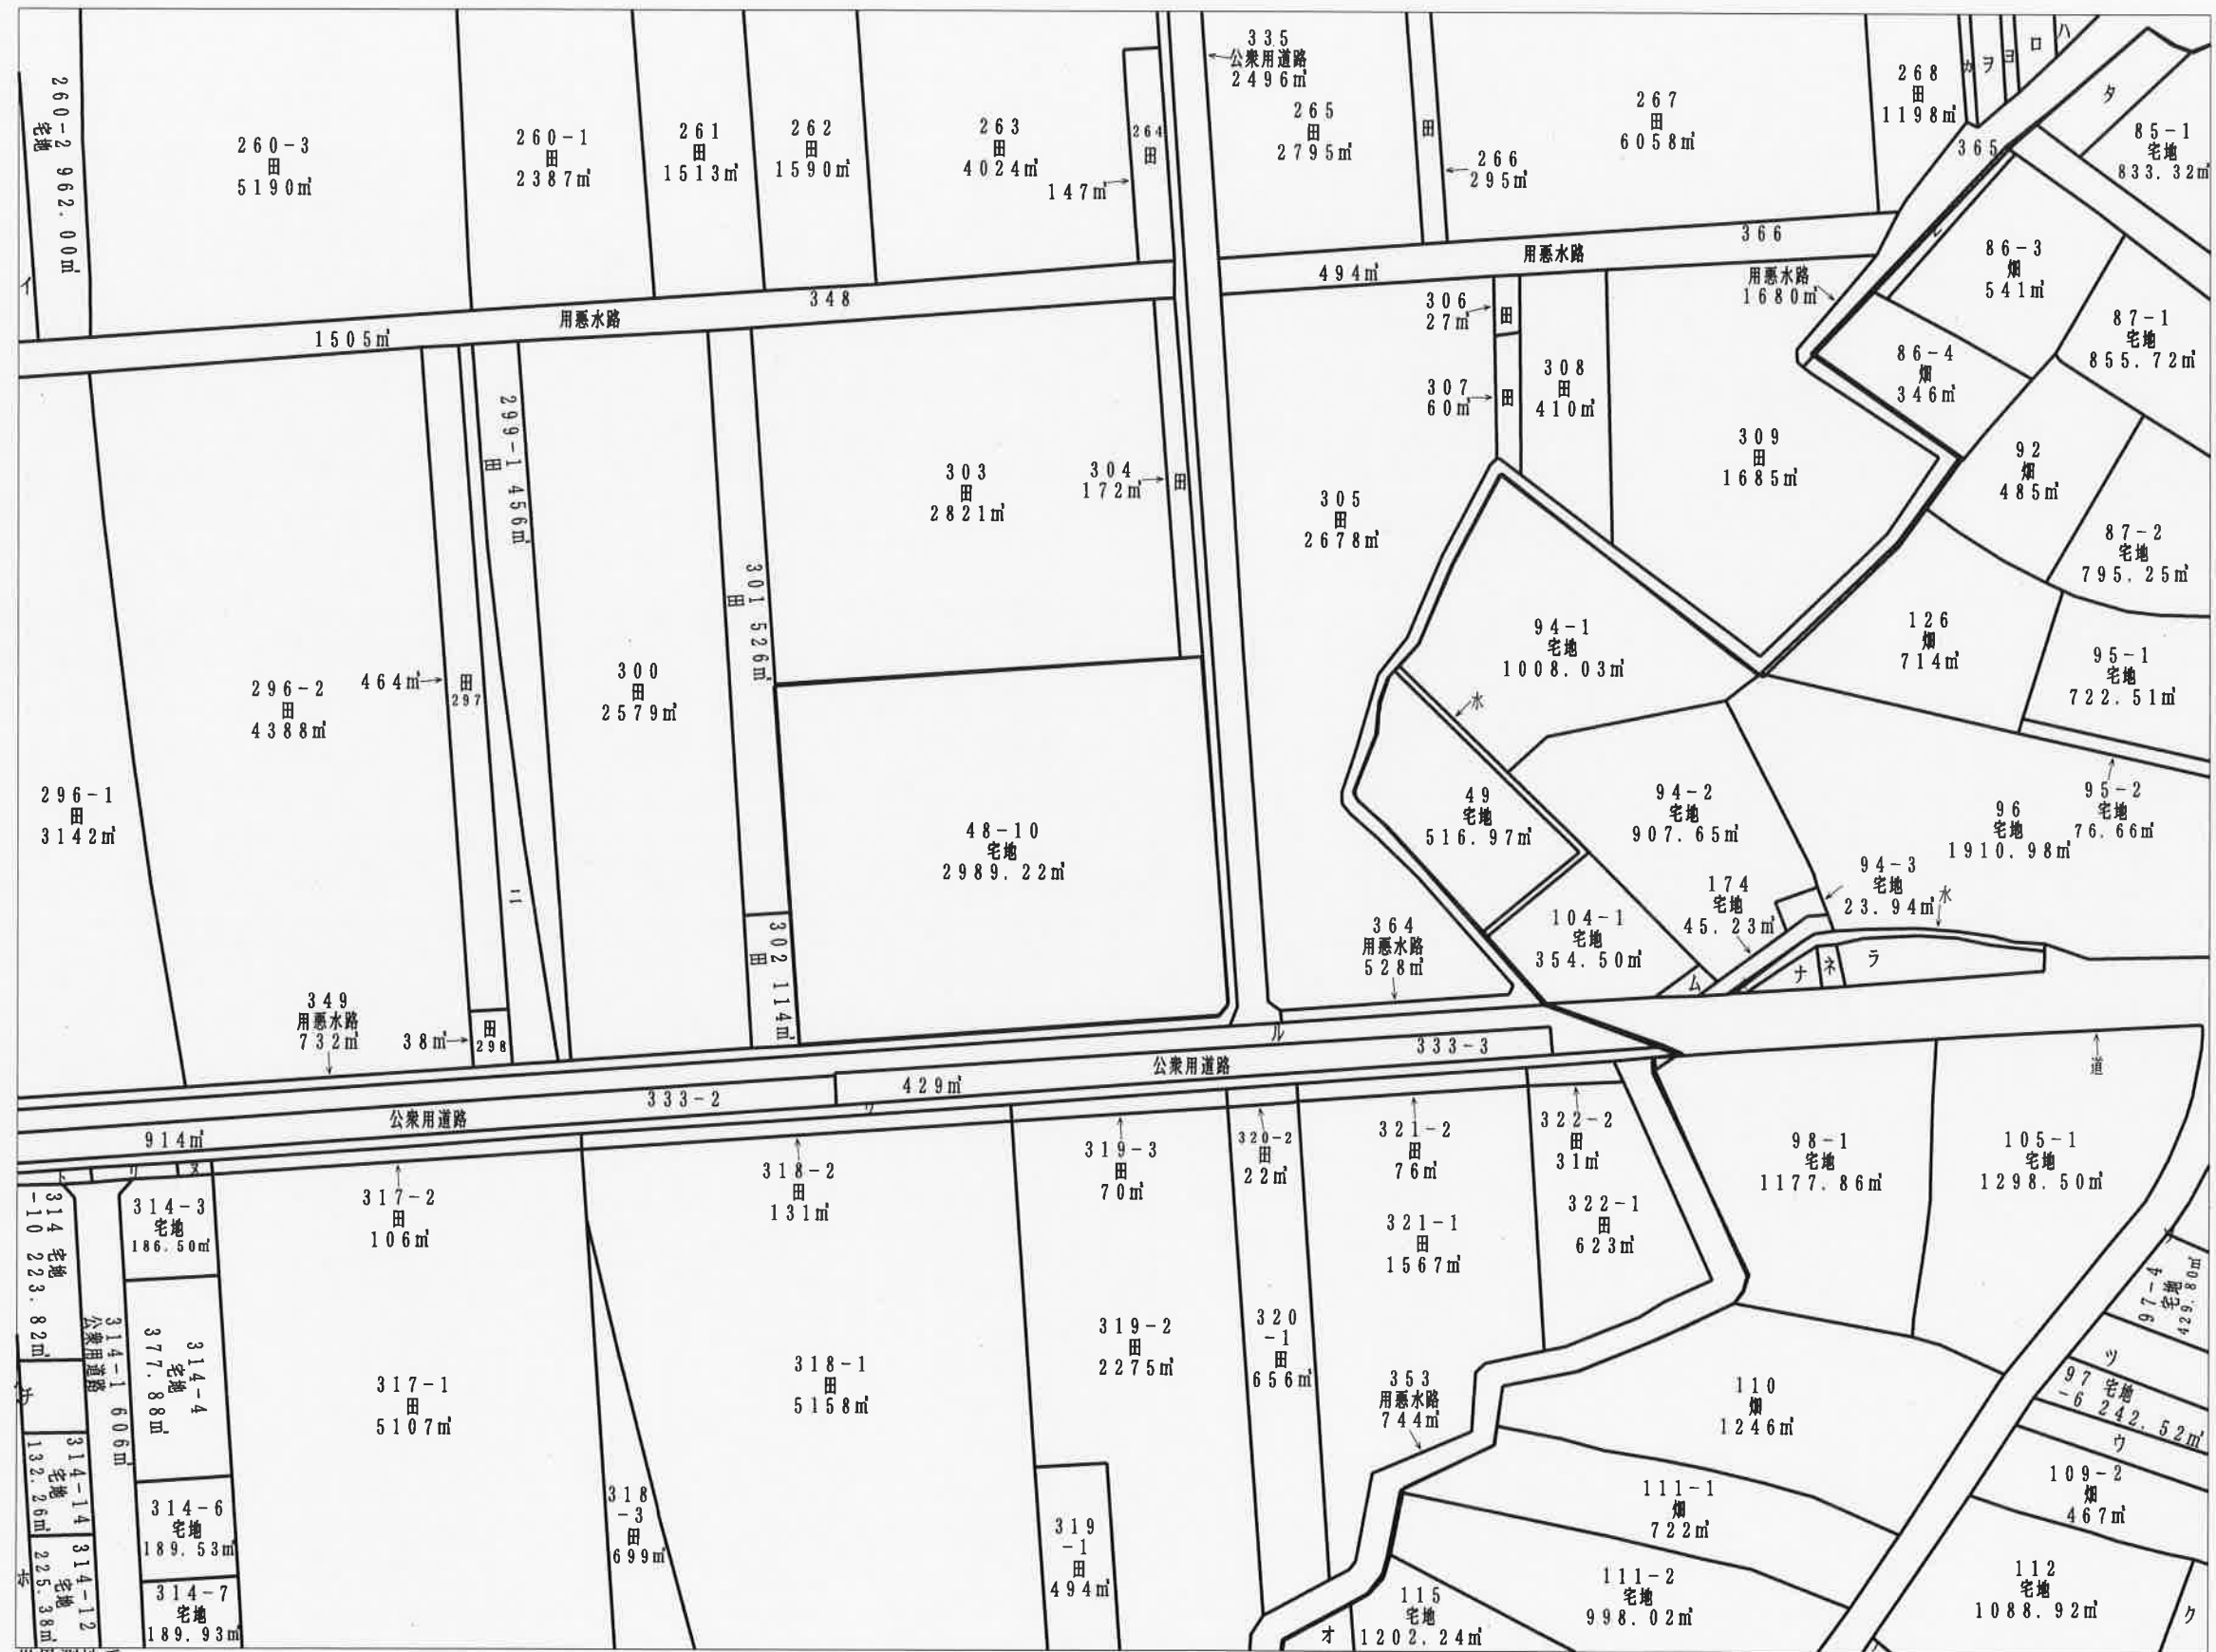 260-2 962.00㎡
宅地
イ
260-3
田
5190㎡
260-1
田
2387㎡
261
田
1513㎡
262
田
1590㎡
263
田
4024㎡
264
田
147㎡
335
公衆用道路
2496㎡
265
田
2795㎡
田
266
295㎡
267
田
6058㎡
268
田
1198㎡
カ
ヲ
ヨ
ロ
ハ
タ
365
85-1
宅地
833.32㎡
レ
348
用悪水路
1505㎡
366
用悪水路
494㎡
用悪水路
1680㎡
86-3
畑
541㎡
86-4
畑
346㎡
87-1
宅地
855.72㎡
92
畑
485㎡
87-2
宅地
795.25㎡
306
27㎡
田
307
60㎡
田
308
田
410㎡
309
田
1685㎡
299-1 456㎡
田
303
田
2821㎡
304
172㎡
田
305
田
2678㎡
301 526㎡
田
300
田
2579㎡
296-2
田
4388㎡
464㎡
田
297
296-1
田
3142㎡
48-10
宅地
2989.22㎡
94-1
宅地
1008.03㎡
水
126
畑
714㎡
95-1
宅地
722.51㎡
49
宅地
516.97㎡
94-2
宅地
907.65㎡
96
宅地
1910.98㎡
95-2
宅地
76.66㎡
94-3
宅地
23.94㎡
水
174
宅地
45.23㎡
104-1
宅地
354.50㎡
ム
ナ
ネ
ラ
364
用悪水路
528㎡
302 114㎡
田
349
用悪水路
732㎡
38㎡
田
298
ル
333-3
公衆用道路
429㎡
333-2
公衆用道路
914㎡
ワ
道
ト
リ
ヌ
314 宅地
-10 223.82㎡
314-3
宅地
186.50㎡
317-2
田
106㎡
318-2
田
131㎡
319-3
田
70㎡
320-2
田
22㎡
321-2
田
76㎡
322-2
田
31㎡
98-1
宅地
1177.86㎡
105-1
宅地
1298.50㎡
321-1
田
1567㎡
322-1
田
623㎡
314-1 606㎡
公衆用道路
314-4
宅地
377.88㎡
317-1
田
5107㎡
318-1
田
5158㎡
319-2
田
2275㎡
320
-1
田
656㎡
353
用悪水路
744㎡
110
畑
1246㎡
97-4
宅地
429.80㎡
ツ
97 宅地
-6 242.52㎡
ウ
109-2
畑
467㎡
サ
314-14
宅地
132.26㎡
314-6
宅地
189.53㎡
318
-3
田
699㎡
319
-1
田
494㎡
111-1
畑
722㎡
314-12
宅地
225.38㎡
314-7
宅地
189.93㎡
115
宅地
1202.24㎡
オ
111-2
宅地
998.02㎡
112
宅地
1088.92㎡
ク